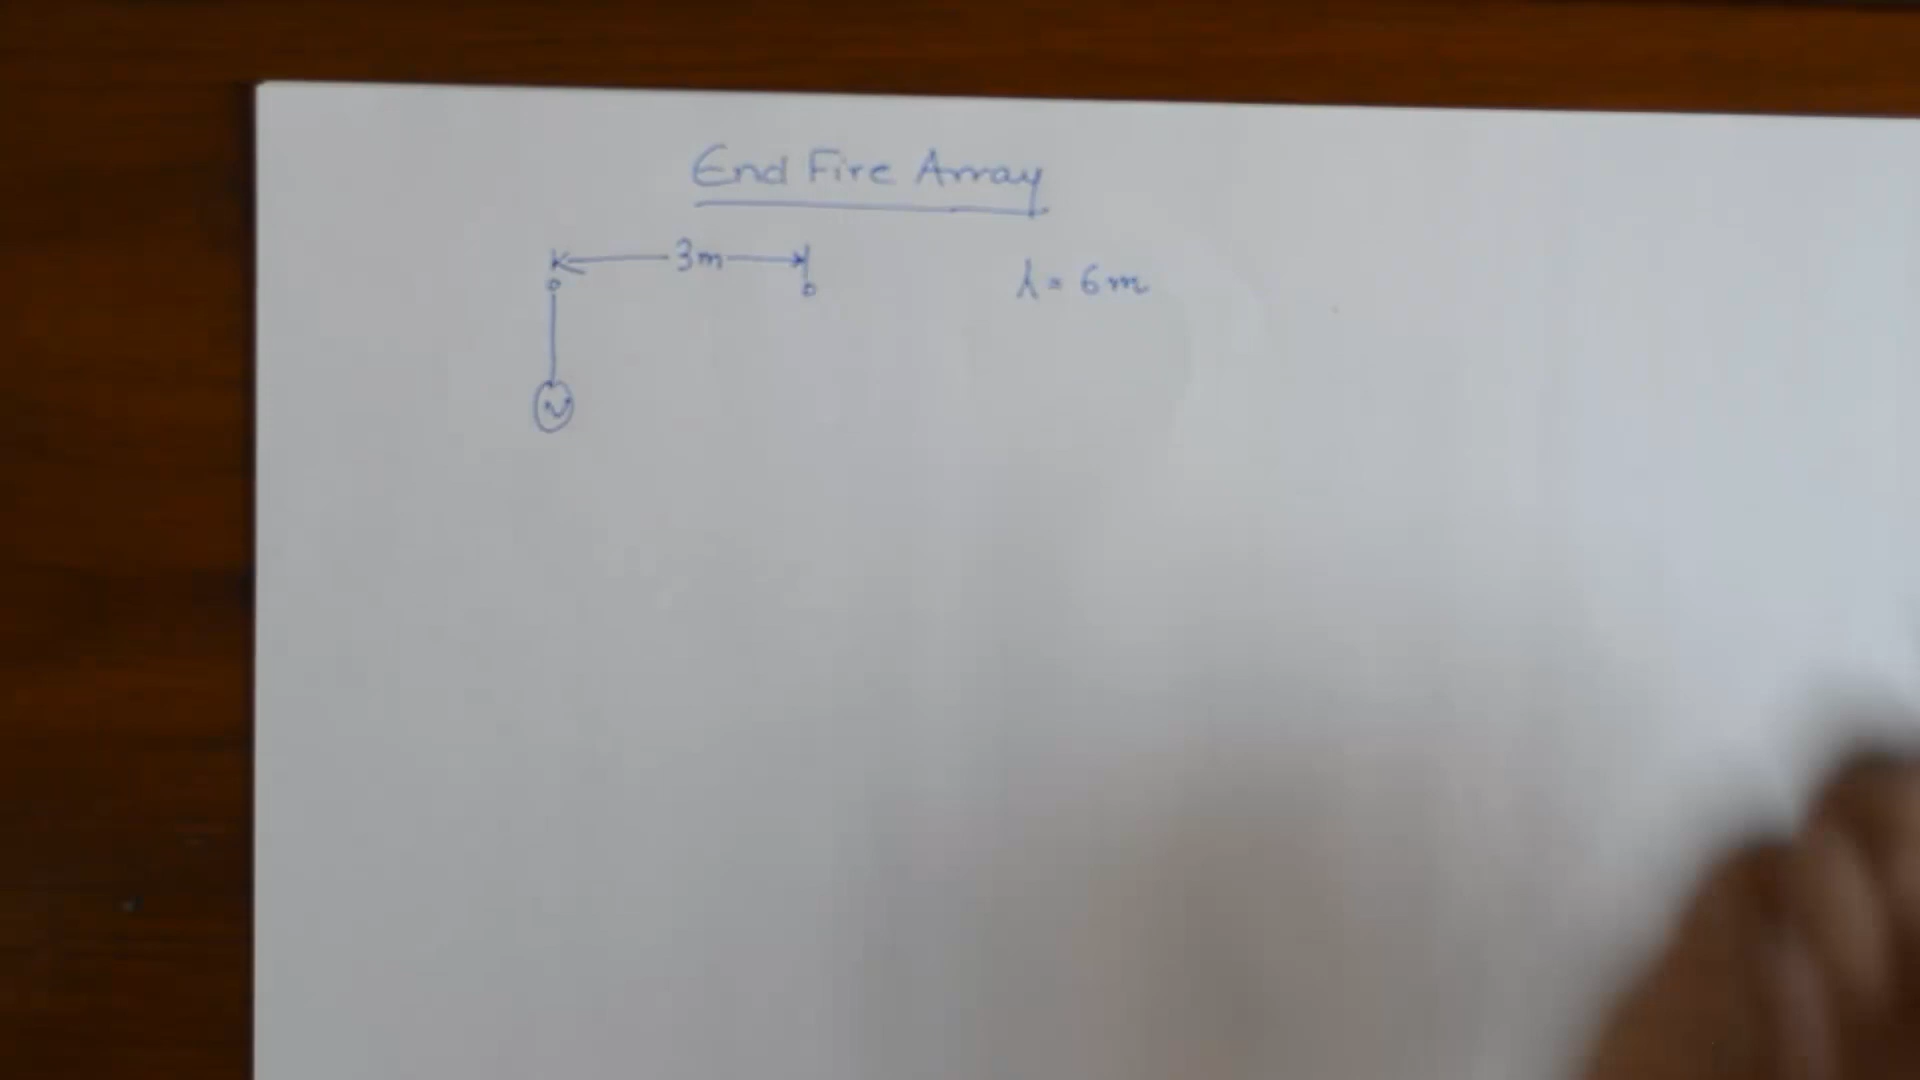 End Fire Array
3m
λ = 6m